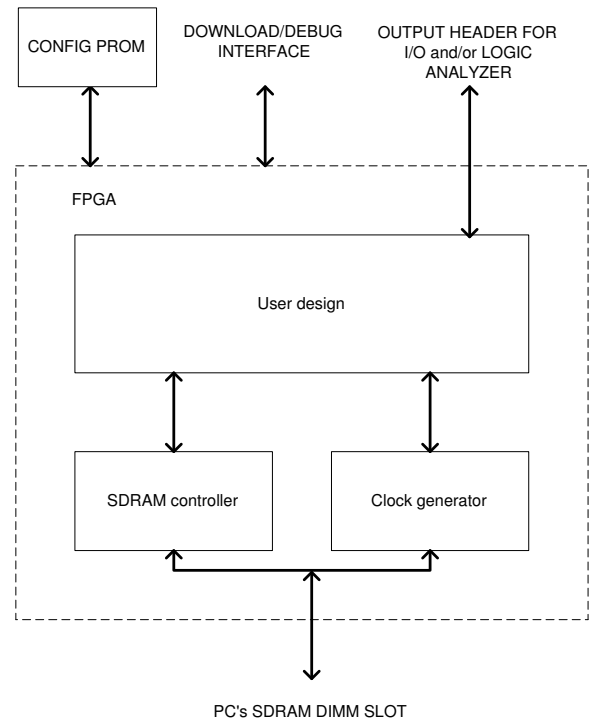 CONFIG PROM
DOWNLOAD/DEBUG
INTERFACE
OUTPUT HEADER FOR
I/O and/or LOGIC
ANALYZER
FPGA
User design
SDRAM controller
Clock generator
PC's SDRAM DIMM SLOT